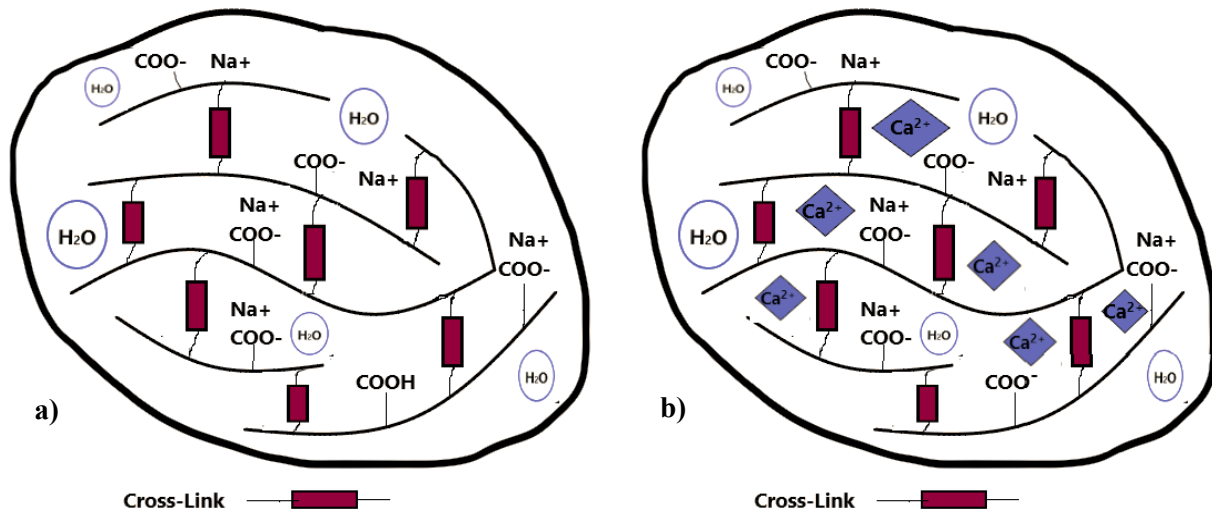 COO- Na+
H₂O
H₂O
COO-
Na+
Na+
H₂O
COO-
Na+
COO-
Na+
H₂O
COO-
COOH
H₂O
a)
Cross-Link
COO- Na+
H₂O
Ca²⁺
H₂O
COO-
Na+
Ca²⁺
Na+
H₂O
COO-
Na+
Ca²⁺
COO-
Ca²⁺
Na+
Ca²⁺
H₂O
COO-
Ca²⁺
COO⁻
H₂O
b)
Cross-Link